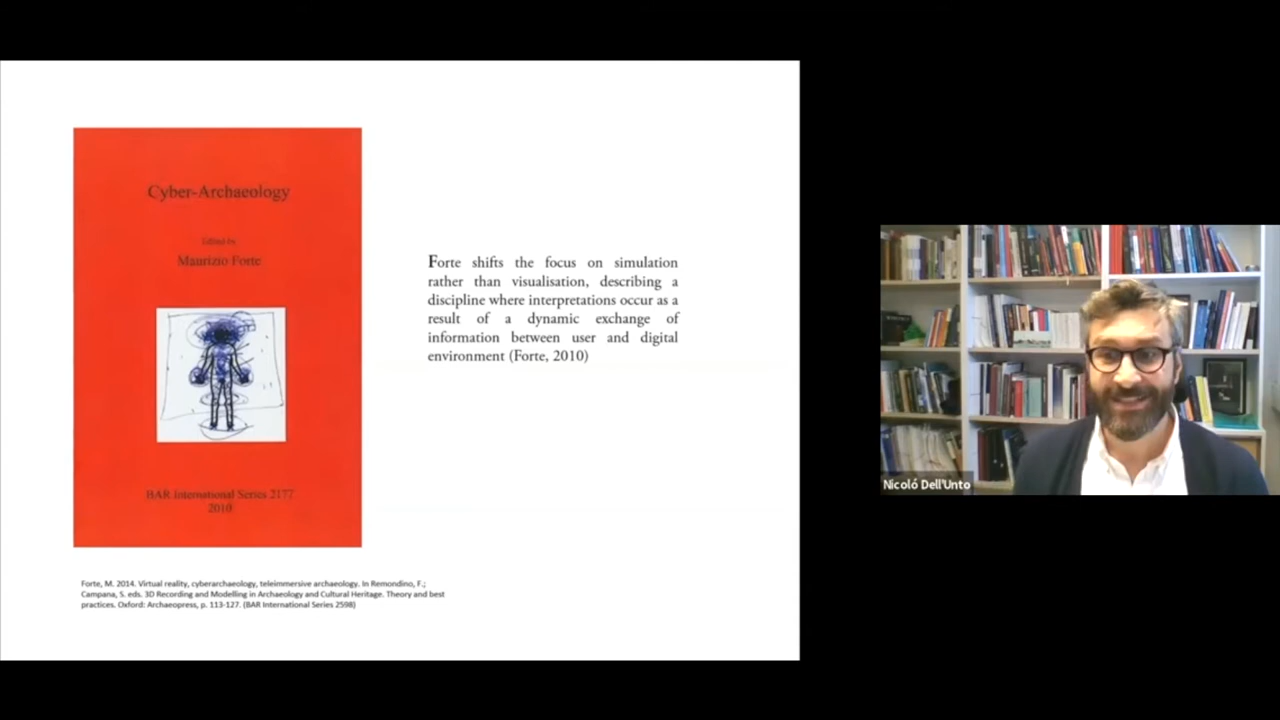 Cyber-Archaeology
Edited by
Maurizio Forte
BAR International Series 2177
2010
Forte shifts the focus on simulation
rather than visualisation, describing a
discipline where interpretations occur as a
result of a dynamic exchange of
information between user and digital
environment (Forte, 2010)
Forte, M. 2014. Virtual reality, cyberarchaeology, teleimmersive archaeology. In Remondino, F.;
Campana, S. eds. 3D Recording and Modelling in Archaeology and Cultural Heritage. Theory and best
practices. Oxford: Archaeopress, p. 113-127. (BAR International Series 2598)
Nicoló Dell'Unto